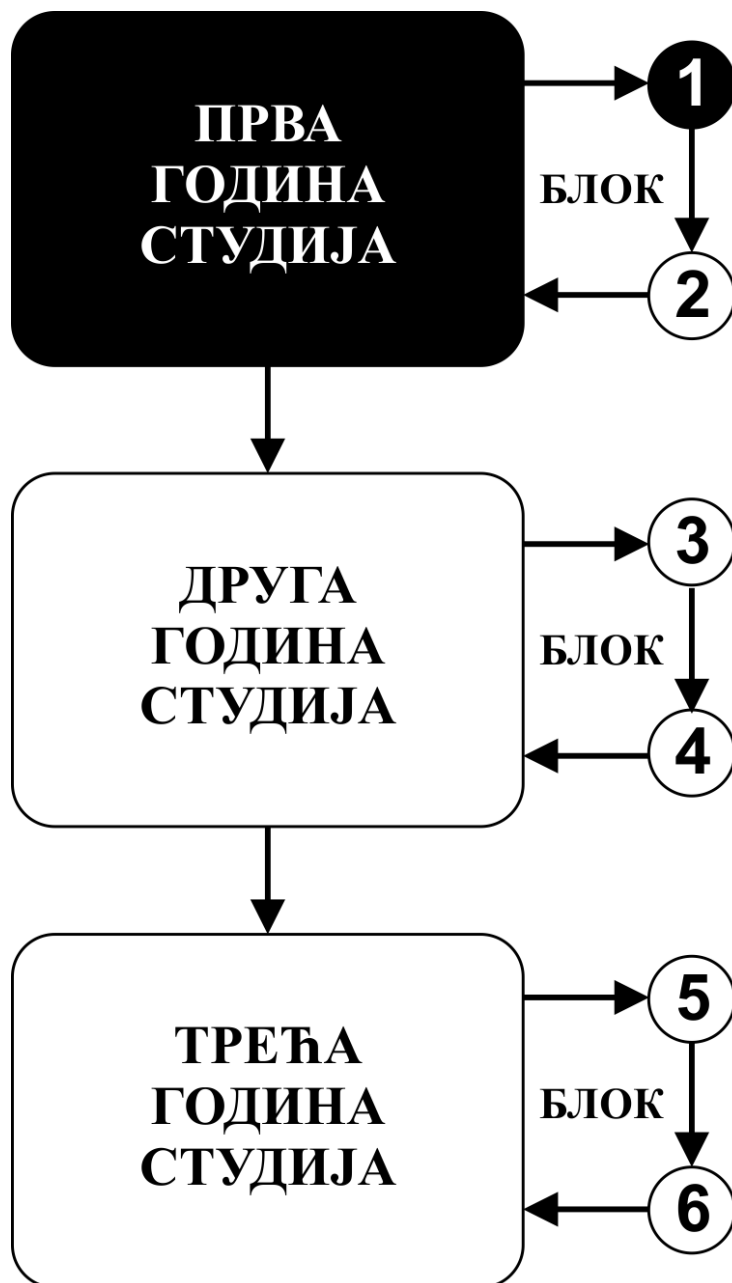 ПРВА
ГОДИНА
СТУДИЈА
1
БЛОК
2
ДРУГА
ГОДИНА
СТУДИЈА
3
БЛОК
4
ТРЕЋА
ГОДИНА
СТУДИЈА
5
БЛОК
6